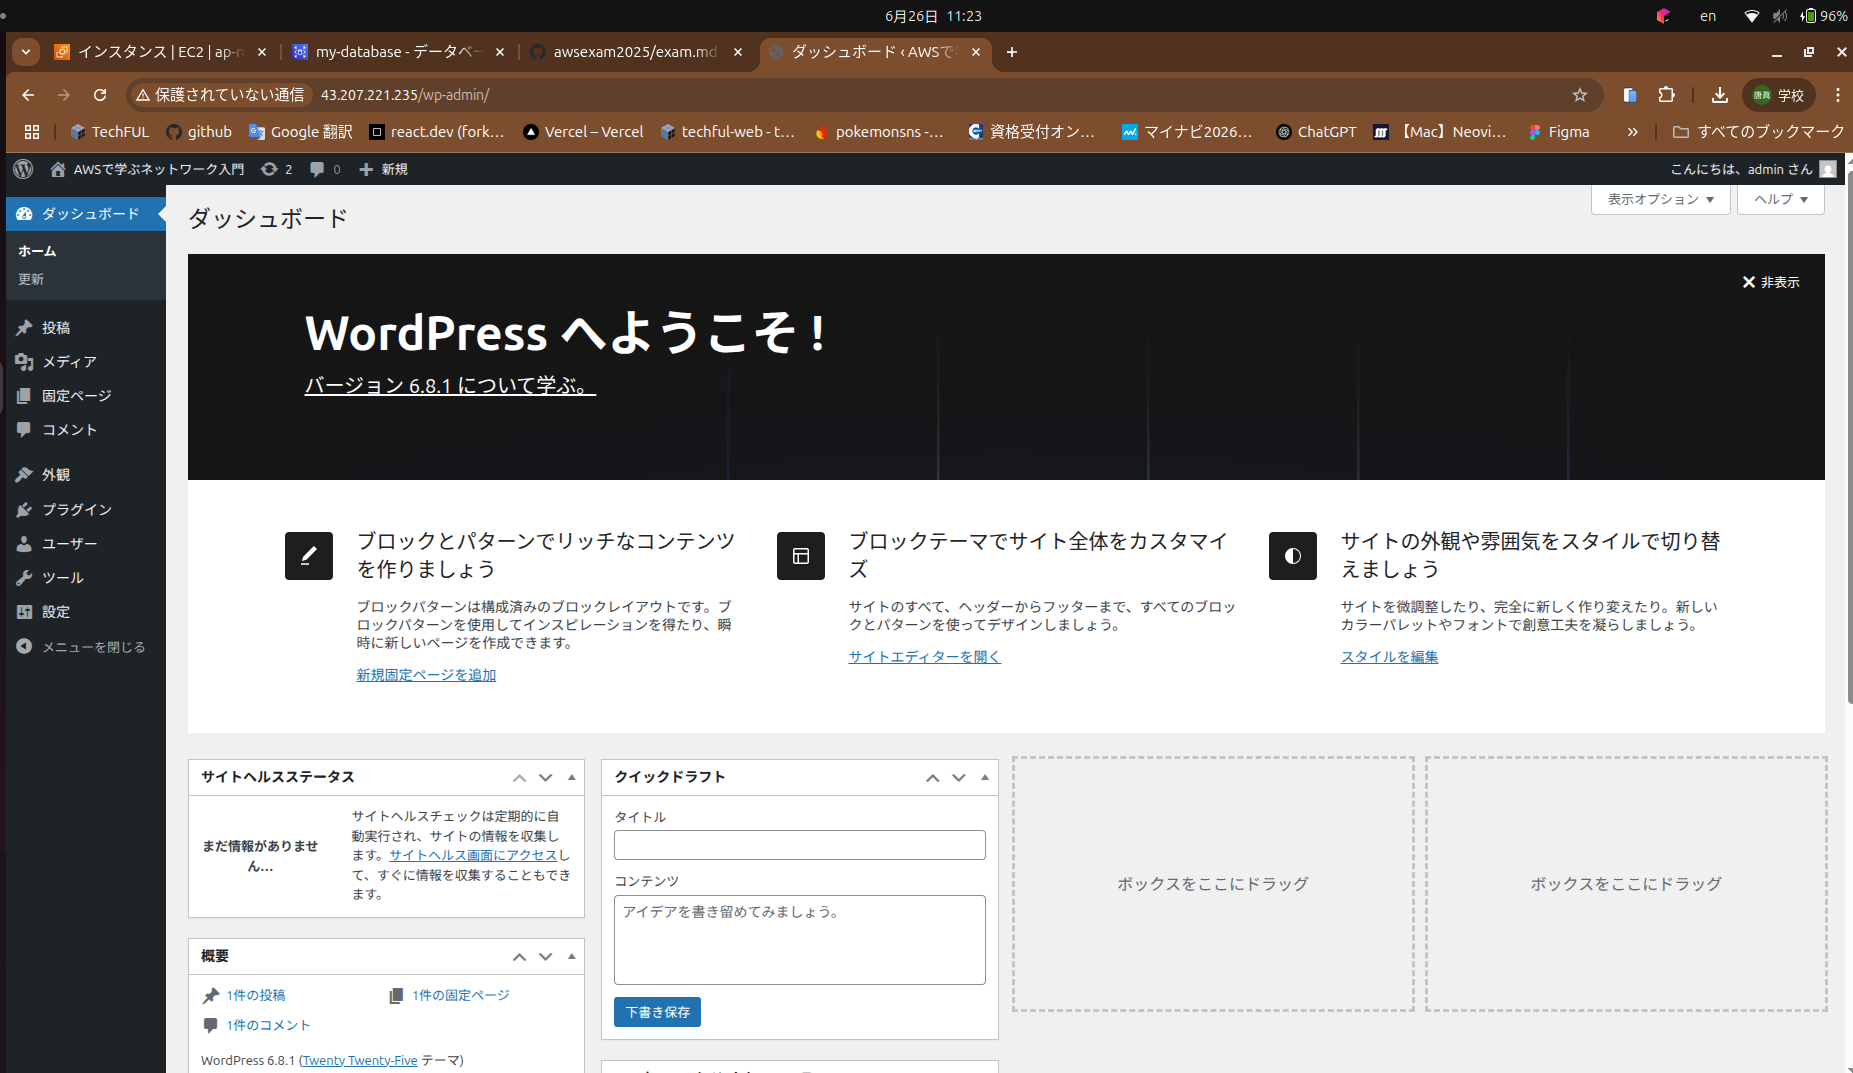 6月26日 11:23
en
96%
インスタンス | EC2 | ap-n
my-database - データベー
awsexam2025/exam.md
ダッシュボード ‹ AWSで
保護されていない通信
43.207.221.235/wp-admin/
学校
TechFUL
github
Google 翻訳
react.dev (fork...
Vercel – Vercel
techful-web - t...
pokemonsns -...
資格受付オン...
マイナビ2026...
ChatGPT
【Mac】Neovi...
Figma
»
すべてのブックマーク
AWSで学ぶネットワーク入門
2
0
新規
こんにちは、admin さん
ダッシュボード
ホーム
更新
投稿
メディア
固定ページ
コメント
外観
プラグイン
ユーザー
ツール
設定
メニューを閉じる
表示オプション
ヘルプ
ダッシュボード
非表示
WordPress へようこそ !
バージョン 6.8.1 について学ぶ。
ブロックとパターンでリッチなコンテンツ
を作りましょう
ブロックパターンは構成済みのブロックレイアウトです。ブ
ロックパターンを使用してインスピレーションを得たり、瞬
時に新しいページを作成できます。
新規固定ページを追加
ブロックテーマでサイト全体をカスタマイ
ズ
サイトのすべて、ヘッダーからフッターまで、すべてのブロッ
クとパターンを使ってデザインしましょう。
サイトエディターを開く
サイトの外観や雰囲気をスタイルで切り替
えましょう
サイトを微調整したり、完全に新しく作り変えたり。新しい
カラーパレットやフォントで創意工夫を凝らしましょう。
スタイルを編集
サイトヘルスステータス
まだ情報がありませ
ん...
サイトヘルスチェックは定期的に自
動実行され、サイトの情報を収集し
ます。サイトヘルス画面にアクセスし
て、すぐに情報を収集することもでき
ます。
概要
1件の投稿
1件の固定ページ
1件のコメント
WordPress 6.8.1 (Twenty Twenty-Five テーマ)
クイックドラフト
タイトル
コンテンツ
アイデアを書き留めてみましょう。
下書き保存
ボックスをここにドラッグ
ボックスをここにドラッグ